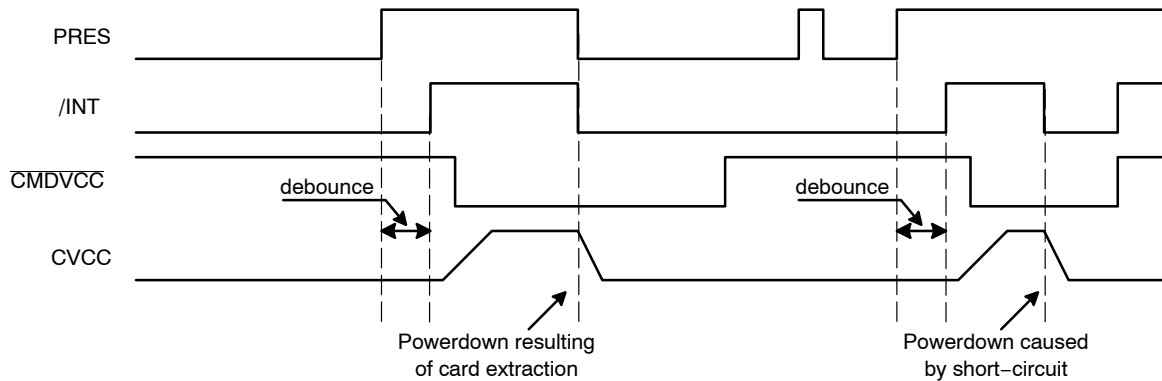 PRES
/INT
CMDVCC
debounce
debounce
CVCC
Powerdown resulting
of card extraction
Powerdown caused
by short−circuit